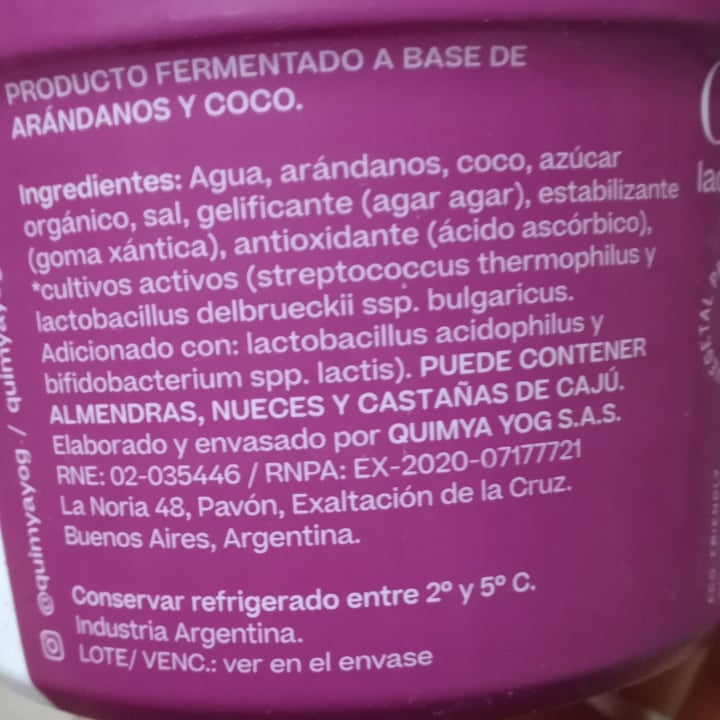 PRODUCTO FERMENTADO A BASE DE
ARÁNDANOS Y COCO.
Ingredientes: Agua, arándanos, coco, azúcar
orgánico, sal, gelificante (agar agar), estabilizante
(goma xántica), antioxidante (ácido ascórbico),
*cultivos activos (streptococcus thermophilus y
lactobacillus delbrueckii ssp. bulgaricus.
Adicionado con: lactobacillus acidophilus y
bifidobacterium spp. lactis). PUEDE CONTENER
ALMENDRAS, NUECES Y CASTAÑAS DE CAJÚ.
Elaborado y envasado por QUIMYA YOG S.A.S.
RNE: 02-035446 / RNPA: EX-2020-07177721
La Noria 48, Pavón, Exaltación de la Cruz.
Buenos Aires, Argentina.
Conservar refrigerado entre 2º y 5º C.
Industria Argentina.
LOTE/ VENC.: ver en el envase
@quimyayog / quimyayog